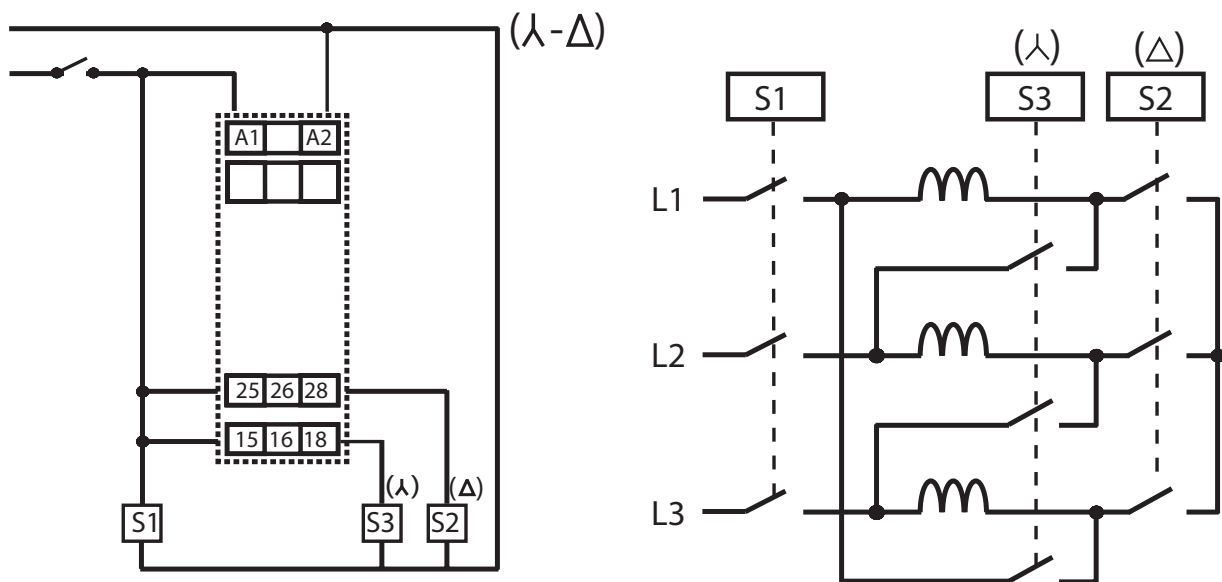 (⅄-Δ)
A1 A2
25 26 28
15 16 18
(⅄) (Δ)
S1 S3 S2
(⅄) (△)
S1 S3 S2
L1
L2
L3